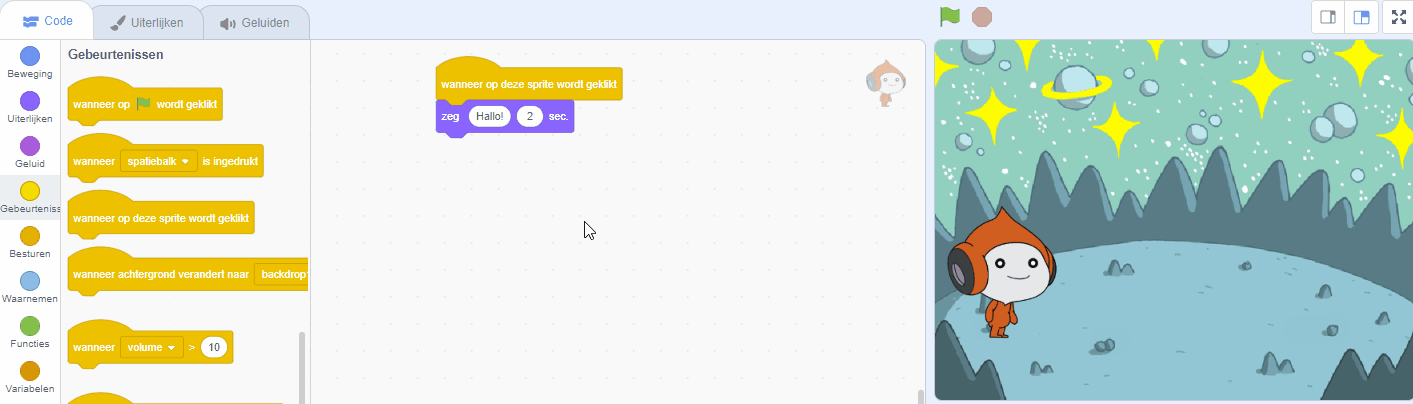 Code
Uiterlijken
Geluiden
Beweging
Uiterlijken
Geluid
Gebeurteniss
Besturen
Waarnemen
Functies
Variabelen
Gebeurtenissen
wanneer op wordt geklikt
wanneer spatiebalk is ingedrukt
wanneer op deze sprite wordt geklikt
wanneer achtergrond verandert naar backdrop
wanneer volume > 10
wanneer op deze sprite wordt geklikt
zeg Hallo! 2 sec.